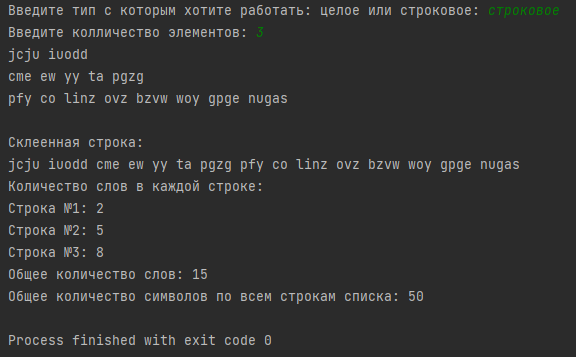 Введите тип с которым хотите работать: целое или строковое: строковое
Введите колличество элементов: 3
jcju iuodd
cme ew yy ta pgzg
pfy co linz ovz bzvw woy gpge nugas
Склеенная строка:
jcju iuodd cme ew yy ta pgzg pfy co linz ovz bzvw woy gpge nugas
Количество слов в каждой строке:
Строка №1: 2
Строка №2: 5
Строка №3: 8
Общее количество слов: 15
Общее количество символов по всем строкам списка: 50
Process finished with exit code 0